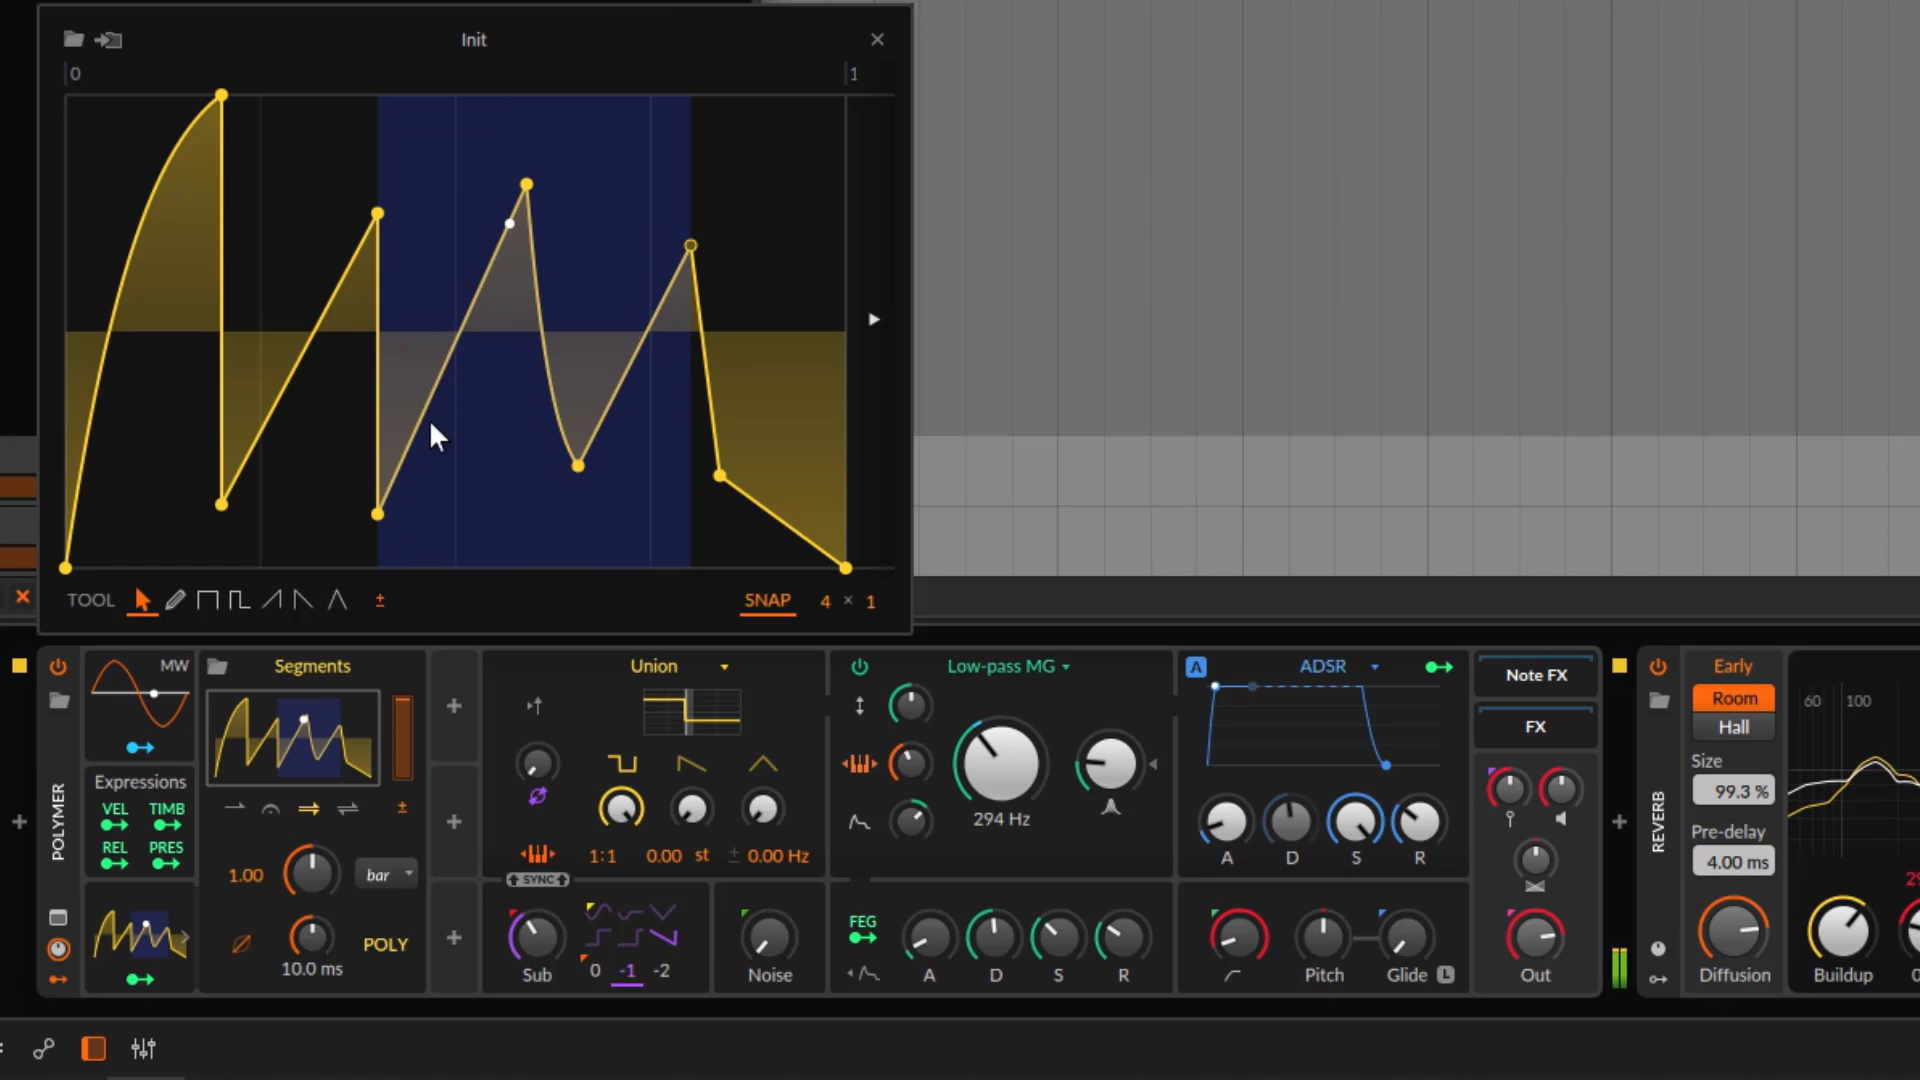 Init
0 1
TOOL ± SNAP 4 × 1
POLYMER
MW
Expressions
VEL TIMB
REL PRES
Segments
±
1.00 bar
POLY
10.0 ms
Union
1:1 0.00 st ± 0.00 Hz
SYNC
Sub
0 -1 -2
Noise
Low-pass MG
294 Hz
FEG
A D S R
A
ADSR
A D S R
Pitch Glide L
Note FX
FX
Out
REVERB
Early
Room
Hall
Size
99.3 %
Pre-delay
4.00 ms
Diffusion
60 100
Buildup